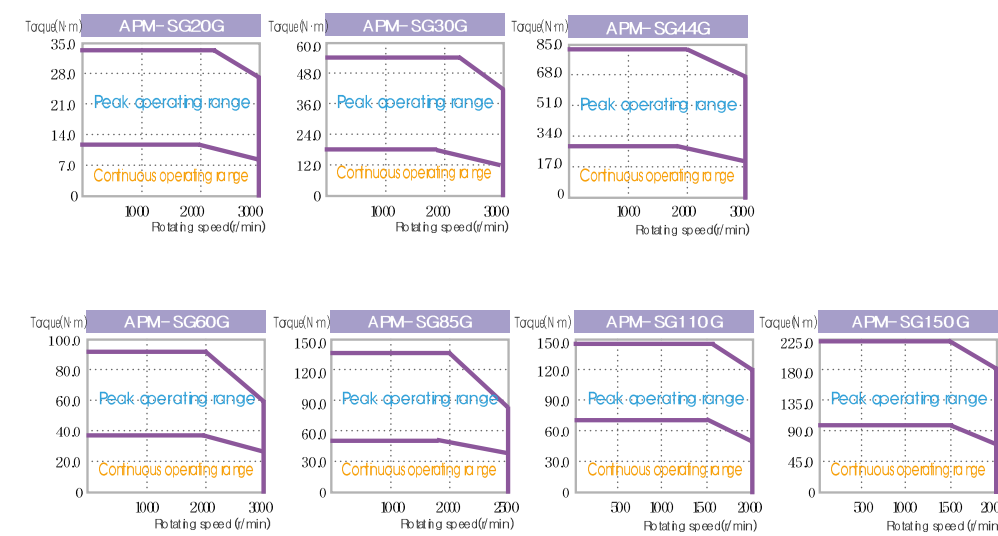 APM-SG20G
Torque(N·m)
35.0
28.0
21.0
14.0
7.0
0
Peak operating range
Continuous operating range
1000 2000 3000
Rotating speed(r/min)
APM-SG30G
Torque(N·m)
60.0
48.0
36.0
24.0
12.0
0
Peak operating range
Continuous operating range
1000 2000 3000
Rotating speed(r/min)
APM-SG44G
Torque(N·m)
85.0
68.0
51.0
34.0
17.0
0
Peak operating range
Continuous operating range
1000 2000 3000
Rotating speed(r/min)
APM-SG60G
Torque(N·m)
100.0
80.0
60.0
40.0
20.0
0
Peak operating range
Continuous operating range
1000 2000 3000
Rotating speed(r/min)
APM-SG85G
Torque(N·m)
150.0
120.0
90.0
60.0
30.0
0
Peak operating range
Continuous operating range
1000 2000 2500
Rotating speed(r/min)
APM-SG110G
Torque(N·m)
150.0
120.0
90.0
60.0
30.0
0
Peak operating range
Continuous operating range
500 1000 1500 2000
Rotating speed(r/min)
APM-SG150G
Torque(N·m)
225.0
180.0
135.0
90.0
45.0
0
Peak operating range
Continuous operating range
500 1000 1500 200
Rotating speed(r/min